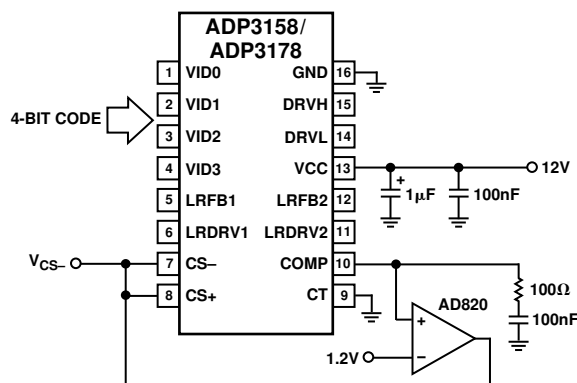 ADP3158/
ADP3178
1 VID0 GND 16
2 VID1 DRVH 15
4-BIT CODE
3 VID2 DRVL 14
4 VID3 VCC 13 12V
+
1μF 100nF
5 LRFB1 LRFB2 12
6 LRDRV1 LRDRV2 11
VCS–
7 CS– COMP 10
8 CS+ CT 9
100Ω
AD820
100nF
+
1.2V –